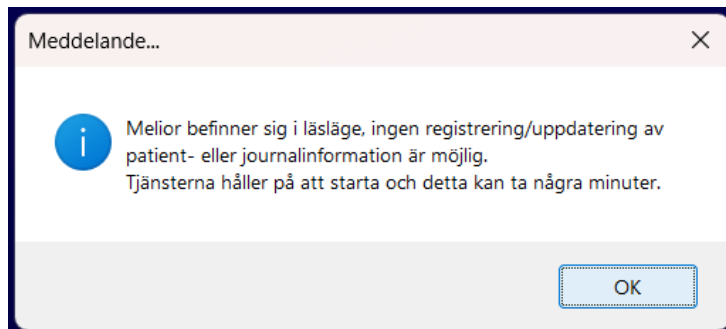 Meddelande...
Melior befinner sig i läsläge, ingen registrering/uppdatering av
patient- eller journalinformation är möjlig.
Tjänsterna håller på att starta och detta kan ta några minuter.
OK